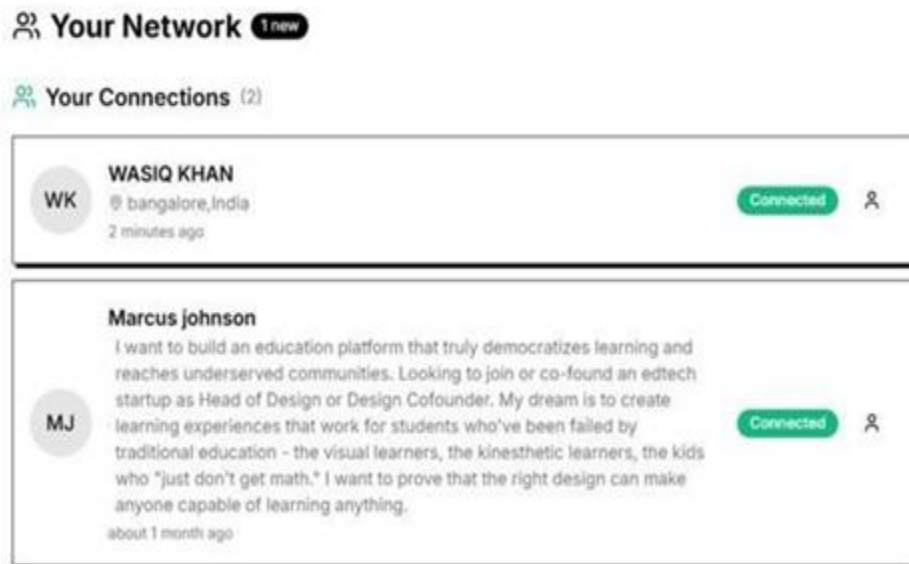 Your Network 1 new
Your Connections (2)
WK
WASIQ KHAN
bangalore,India
2 minutes ago
Connected
MJ
Marcus johnson
I want to build an education platform that truly democratizes learning and
reaches underserved communities. Looking to join or co-found an edtech
startup as Head of Design or Design Cofounder. My dream is to create
learning experiences that work for students who've been failed by
traditional education - the visual learners, the kinesthetic learners, the kids
who "just don't get math." I want to prove that the right design can make
anyone capable of learning anything.
about 1 month ago
Connected